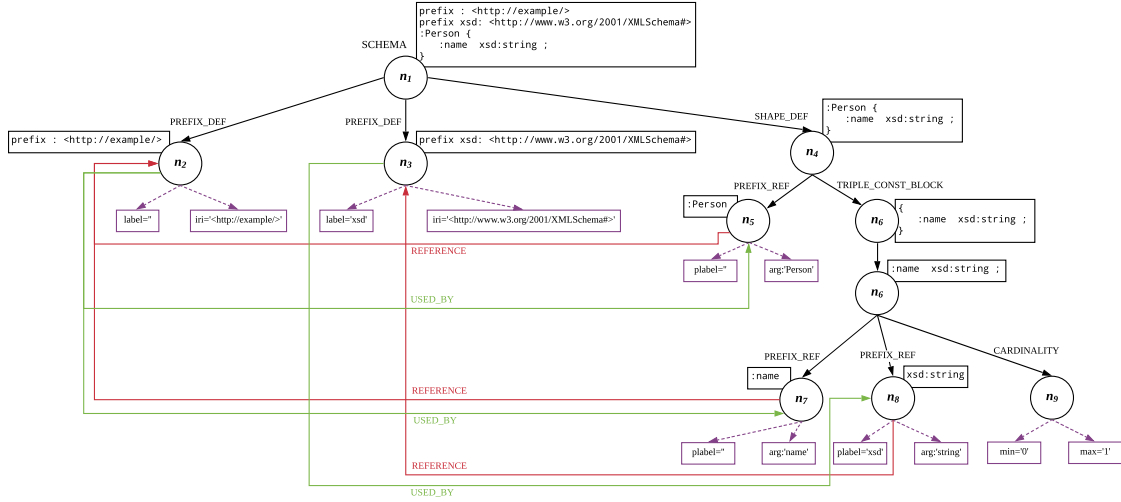 prefix : <http://example/>
prefix xsd: <http://www.w3.org/2001/XMLSchema#>
:Person {
:name xsd:string ;
}
SCHEMA
n1
PREFIX_DEF
PREFIX_DEF
SHAPE_DEF
:Person {
:name xsd:string ;
}
prefix : <http://example/>
n2
prefix xsd: <http://www.w3.org/2001/XMLSchema#>
n3
n4
PREFIX_REF
TRIPLE_CONST_BLOCK
label=''
iri='<http://example/>'
label='xsd'
iri='<http://www.w3.org/2001/XMLSchema#>'
:Person
n5
n6
{
:name xsd:string ;
}
REFERENCE
plabel=''
arg:'Person'
:name xsd:string ;
n6
USED_BY
PREFIX_REF
PREFIX_REF
CARDINALITY
:name
xsd:string
REFERENCE
n7
n8
n9
USED_BY
plabel=''
arg:'name'
plabel='xsd'
arg:'string'
min='0'
max='1'
REFERENCE
USED_BY